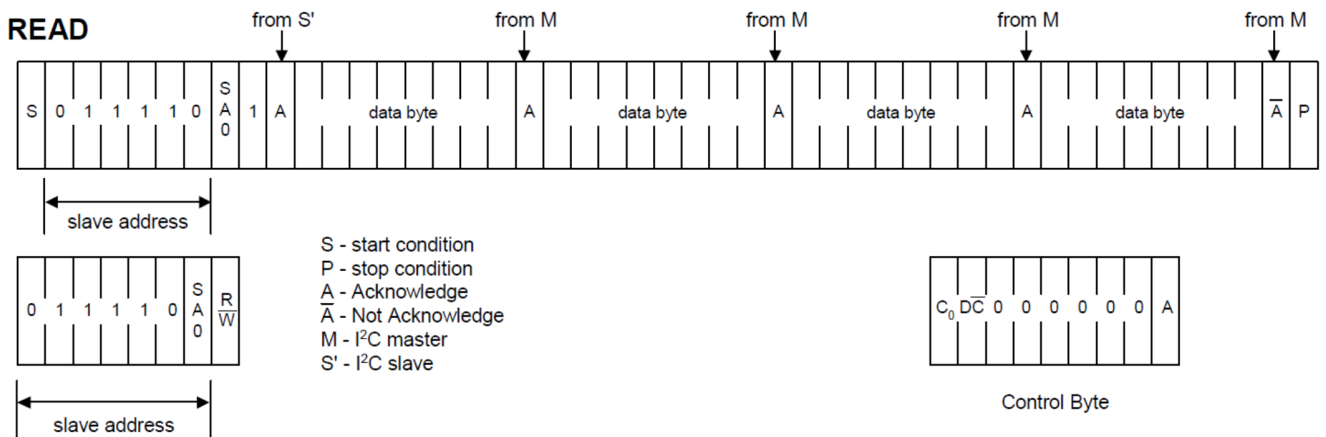 READ
from S' from M from M from M from M
S 0 1 1 1 1 0 SA0 1 A data byte A data byte A data byte A data byte A̅ P
slave address
0 1 1 1 1 0 SA0 R/W̅
slave address
S - start condition
P - stop condition
A - Acknowledge
A̅ - Not Acknowledge
M - I²C master
S' - I²C slave
C₀ DC̅ 0 0 0 0 0 0 A
Control Byte